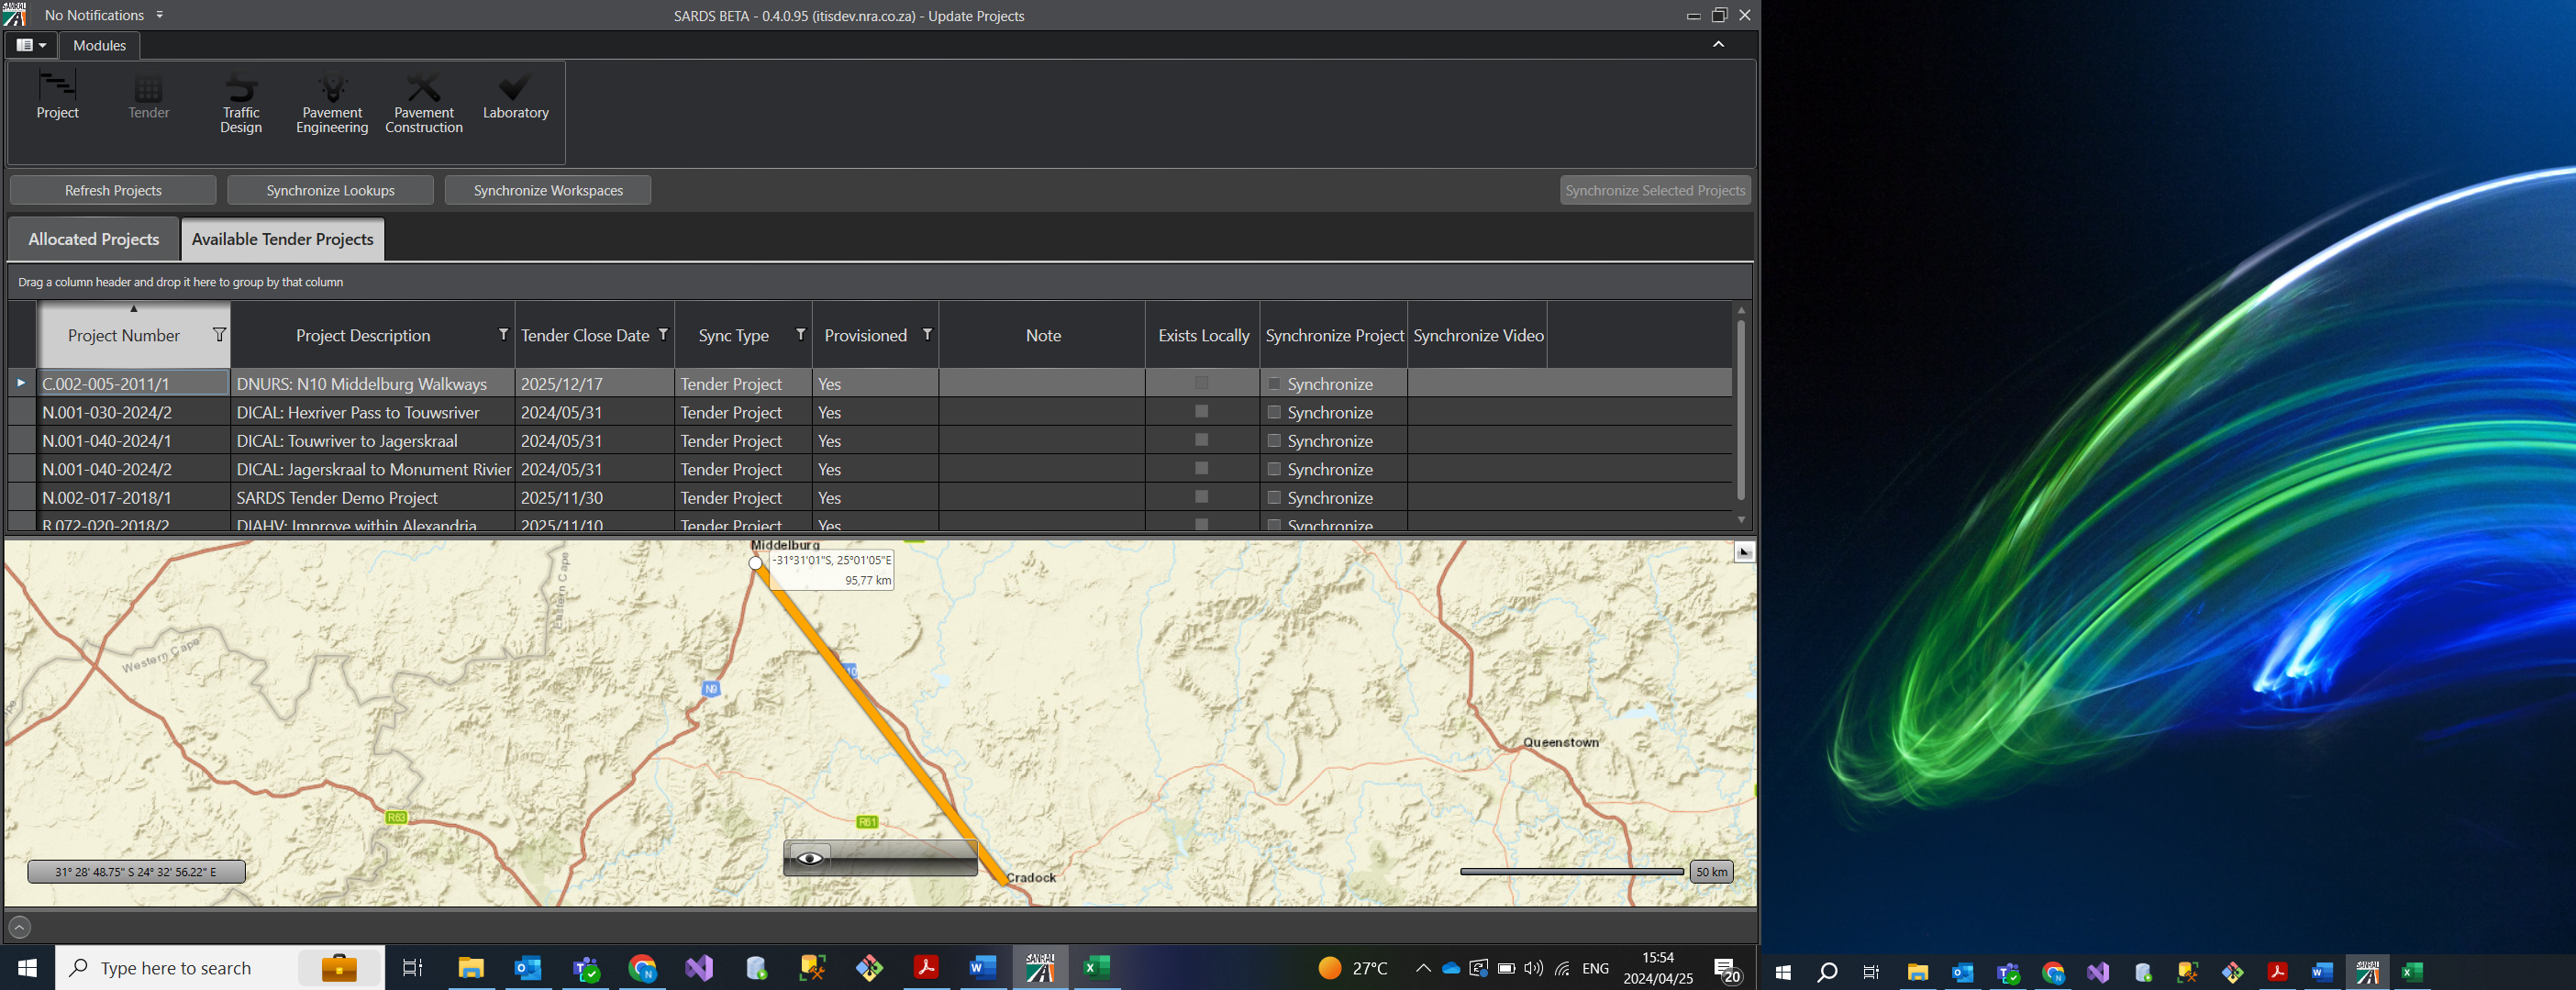 No Notifications
SARDS BETA - 0.4.0.95 (itisdev.nra.co.za) - Update Projects
Modules
Project
Tender
Traffic
Design
Pavement
Engineering
Pavement
Construction
Laboratory
Refresh Projects
Synchronize Lookups
Synchronize Workspaces
Synchronize Selected Projects
Allocated Projects
Available Tender Projects
Drag a column header and drop it here to group by that column
Project Number Project Description Tender Close Date Sync Type Provisioned Note Exists Locally Synchronize Project Synchronize Video
C.002-005-2011/1 DNURS: N10 Middelburg Walkways 2025/12/17 Tender Project Yes Synchronize
N.001-030-2024/2 DICAL: Hexriver Pass to Touwsriver 2024/05/31 Tender Project Yes Synchronize
N.001-040-2024/1 DICAL: Touwriver to Jagerskraal 2024/05/31 Tender Project Yes Synchronize
N.001-040-2024/2 DICAL: Jagerskraal to Monument Rivier 2024/05/31 Tender Project Yes Synchronize
N.002-017-2018/1 SARDS Tender Demo Project 2025/11/30 Tender Project Yes Synchronize
R.072-020-2018/2 DIAHV: Improve within Alexandria 2025/11/10 Tender Project Yes Synchronize
Middelburg
-31°31'01"S, 25°01'05"E
95,77 km
Eastern Cape
Western Cape
N9
10
Queenstown
R63
R61
31° 28' 48.75" S 24° 32' 56.22" E
Cradock
50 km
Type here to search
SANRAL
27°C
ENG
15:54
2024/04/25
20